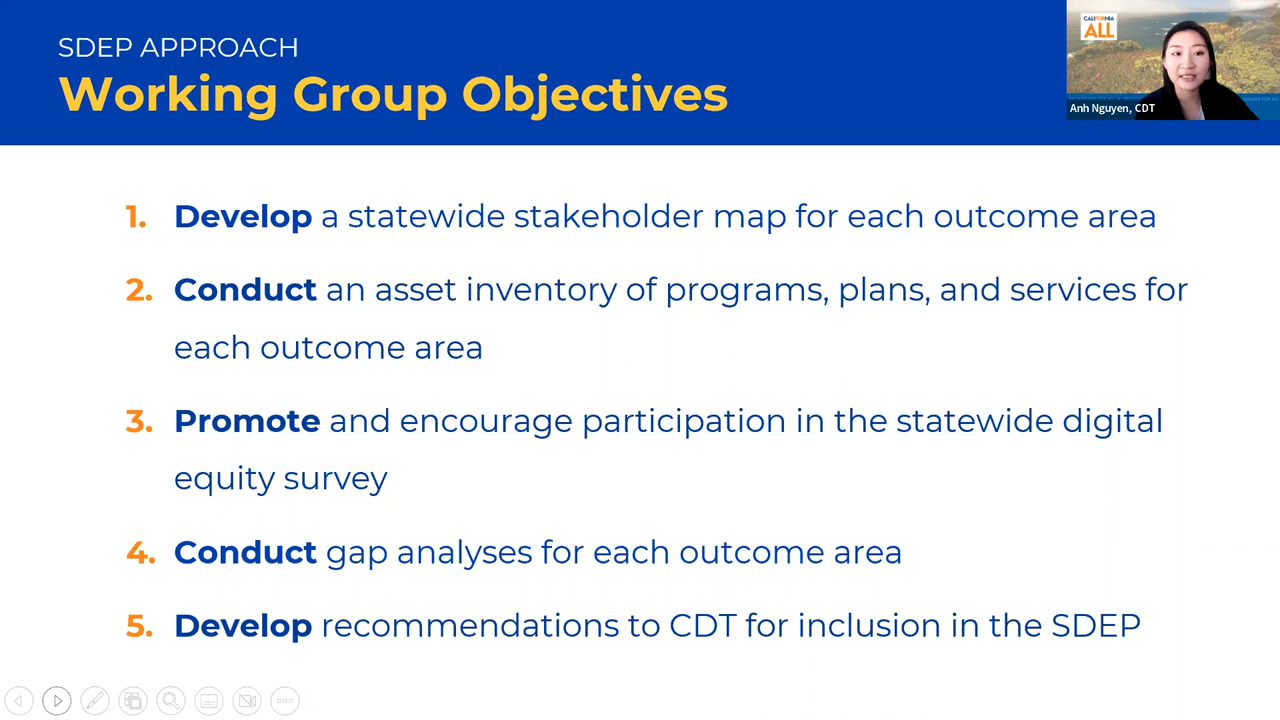 SDEP APPROACH
Working Group Objectives
CALIFORNIA
ALL
Anh Nguyen, CDT
1. Develop a statewide stakeholder map for each outcome area
2. Conduct an asset inventory of programs, plans, and services for
each outcome area
3. Promote and encourage participation in the statewide digital
equity survey
4. Conduct gap analyses for each outcome area
5. Develop recommendations to CDT for inclusion in the SDEP